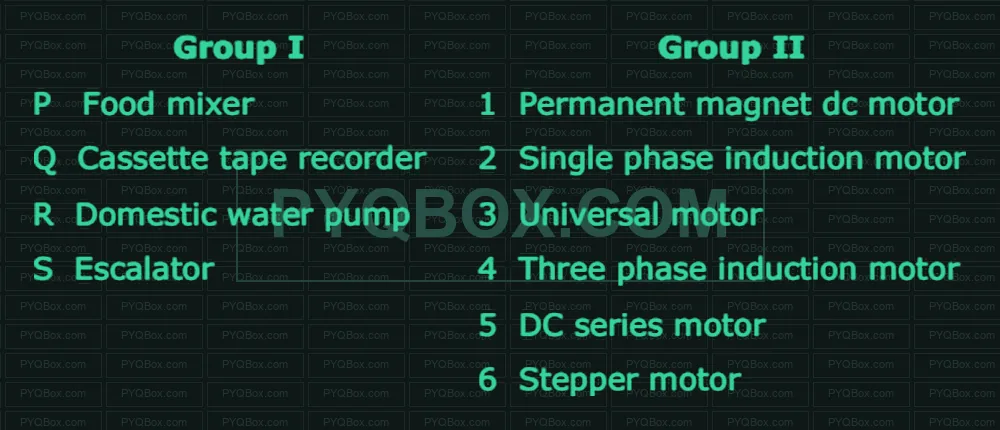 Group I Group II
P Food mixer 1 Permanent magnet dc motor
Q Cassette tape recorder 2 Single phase induction motor
R Domestic water pump 3 Universal motor
S Escalator 4 Three phase induction motor
5 DC series motor
6 Stepper motor
PYQBOX.COM